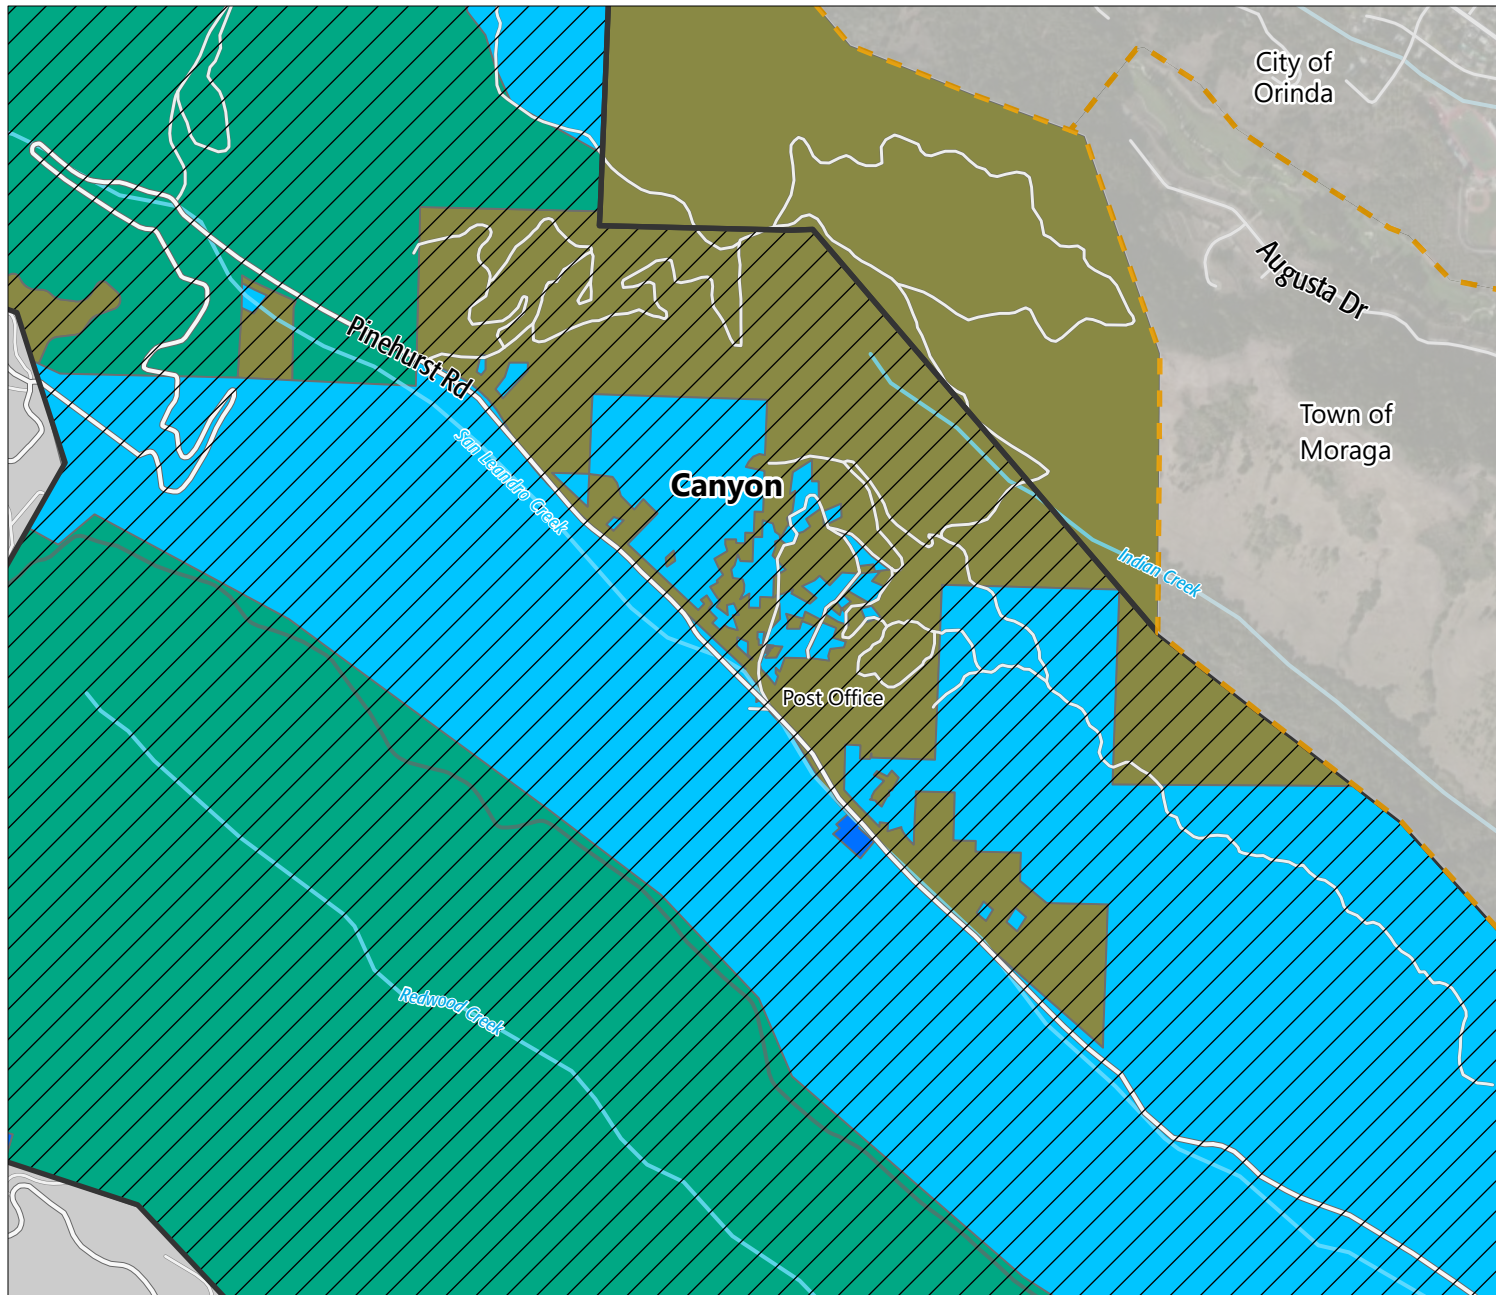 City of
Orinda
Augusta Dr
Pinehurst Rd
Town of
Moraga
San Leandro Creek
Canyon
Indian Creek
Post Office
Redwood Creek